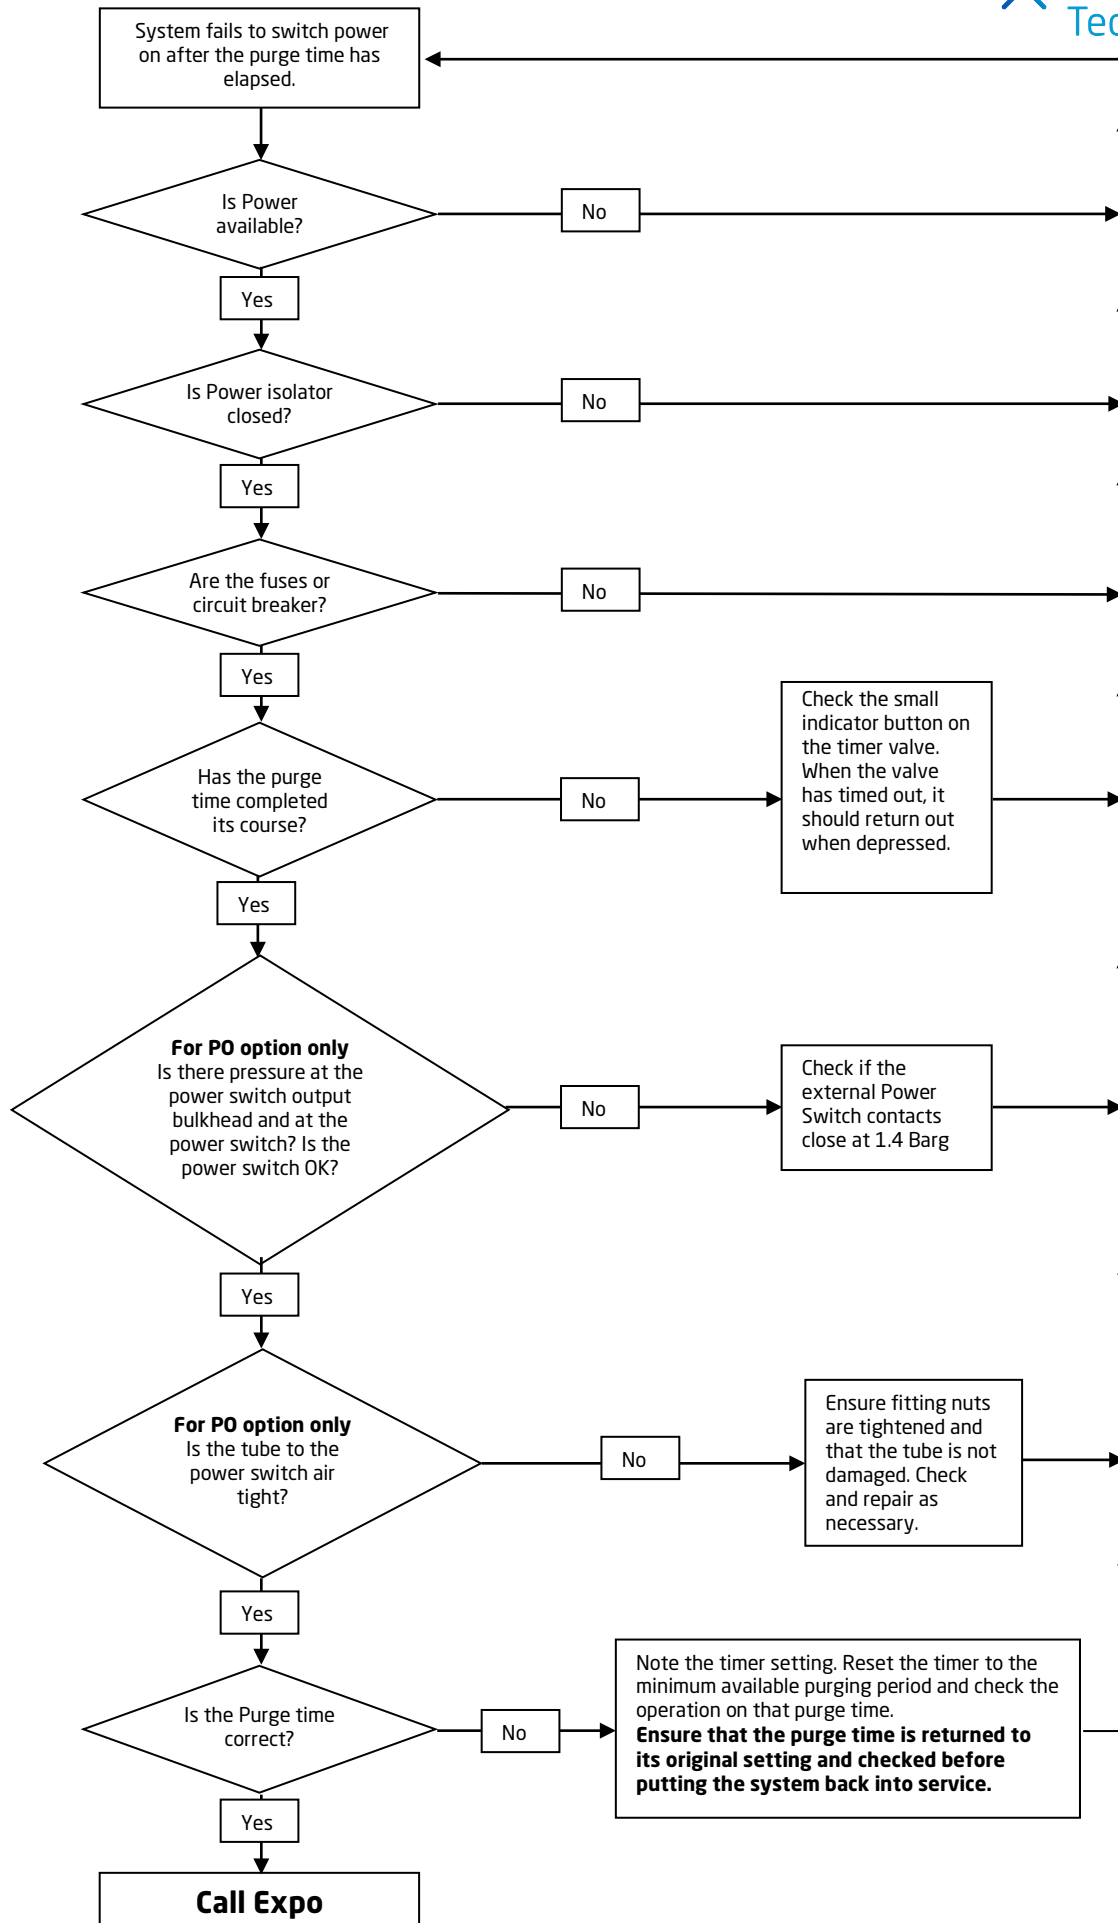 Tec
System fails to switch power
on after the purge time has
elapsed.
Is Power
available?
No
Yes
Is Power isolator
closed?
No
Yes
Are the fuses or
circuit breaker?
No
Yes
Has the purge
time completed
its course?
No
Check the small
indicator button on
the timer valve.
When the valve
has timed out, it
should return out
when depressed.
Yes
For PO option only
Is there pressure at the
power switch output
bulkhead and at the
power switch? Is the
power switch OK?
No
Check if the
external Power
Switch contacts
close at 1.4 Barg
Yes
For PO option only
Is the tube to the
power switch air
tight?
No
Ensure fitting nuts
are tightened and
that the tube is not
damaged. Check
and repair as
necessary.
Yes
Is the Purge time
correct?
No
Note the timer setting. Reset the timer to the
minimum available purging period and check the
operation on that purge time.
Ensure that the purge time is returned to
its original setting and checked before
putting the system back into service.
Yes
Call Expo